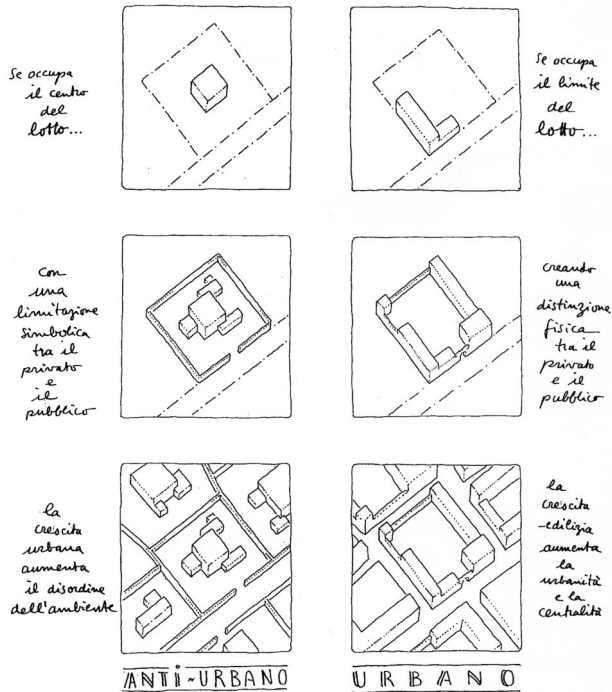 Se occupa
il centro
del
lotto...
Se occupa
il limite
del
lotto...
con
una
limitazione
simbolica
tra il
privato
e
il
pubblico
creando
una
distinzione
fisica
tra il
privato
e il
pubblico
la
crescita
urbana
aumenta
il disordine
dell'ambiente
la
crescita
edilizia
aumenta
la
urbanità
e la
centralità
ANTI-URBANO
URBANO